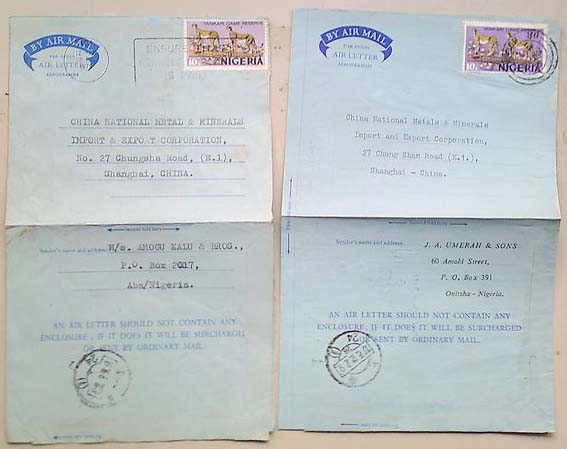 BY AIR MAIL
PAR AVION
AIR LETTER
AEROGRAMME
YANKARI GAME RESERVE
10k
NIGERIA
ENSURE
CHINA NATIONAL METAL & MINERALS
IMPORT & EXPORT CORPORATION,
No. 27 Chungsha Road, (E.1),
Shanghai, CHINA.
Second fold here
Sender's name and address:
M/s. AMOGU KALU & BROS.,
P.O. Box 2017,
Aba/Nigeria.
AN AIR LETTER SHOULD NOT CONTAIN ANY
ENCLOSURE; IF IT DOES IT WILL BE SURCHARGED
OR SENT BY ORDINARY MAIL.
BY AIR MAIL
PAR AVION
AIR LETTER
AEROGRAMME
YANKARI GAME RESERVE
10k
NIGERIA
China National Metals & Minerals
Import and Export Corporation,
27 Chung Shan Road (E.1.),
Shanghai - China.
Sender's name and address:
J. A. UMERAH & SONS
60 Amobi Street,
P. O. Box 391
Onitsha - Nigeria.
AN AIR LETTER SHOULD NOT CONTAIN ANY
ENCLOSURE; IF IT DOES IT WILL BE SURCHARGED
OR SENT BY ORDINARY MAIL.